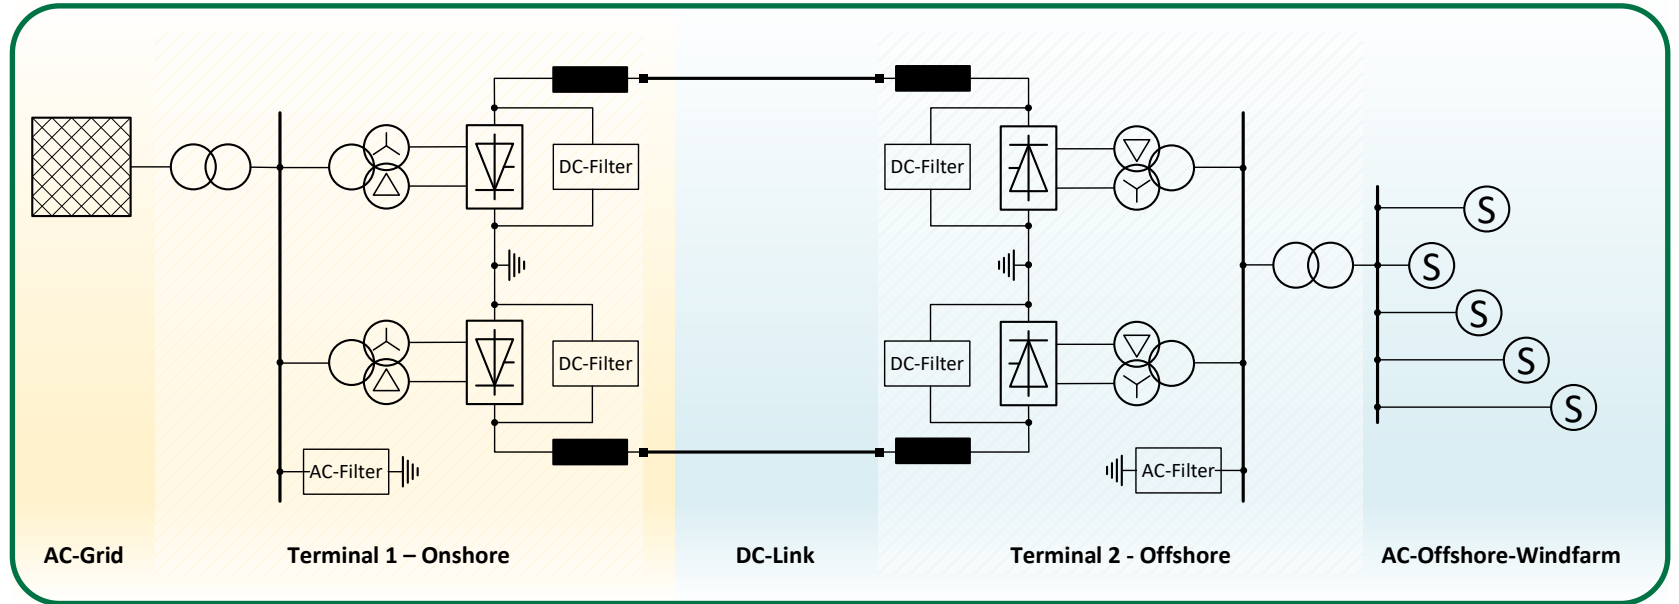 DC-Filter
DC-Filter
S
S
S
DC-Filter
DC-Filter
S
S
AC-Filter
AC-Filter
AC-Grid
Terminal 1 – Onshore
DC-Link
Terminal 2 - Offshore
AC-Offshore-Windfarm